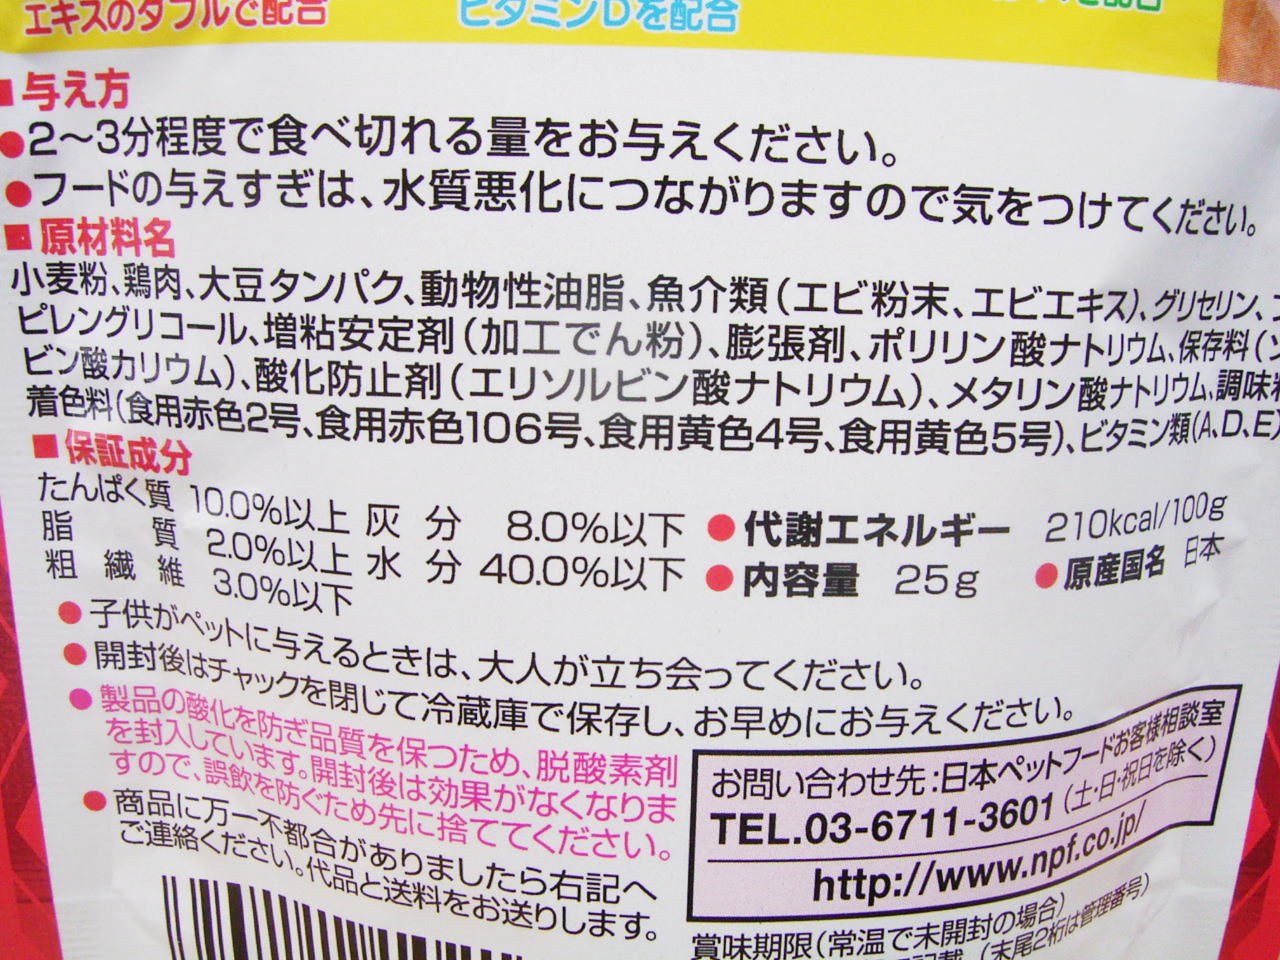 エキスのダブルで配合
ビタミンDを配合
■与え方
●2〜3分程度で食べ切れる量をお与えください。
●フードの与えすぎは、水質悪化につながりますので気をつけてください。
■原材料名
小麦粉、鶏肉、大豆タンパク、動物性油脂、魚介類(エビ粉末、エビエキス)、グリセリン、
ピレングリコール、増粘安定剤(加工でん粉)、膨張剤、ポリリン酸ナトリウム、保存料(ソ
ビン酸カリウム)、酸化防止剤(エリソルビン酸ナトリウム)、メタリン酸ナトリウム、調味料
着色料(食用赤色2号、食用赤色106号、食用黄色4号、食用黄色5号)、ビタミン類(A、D、E)
■保証成分
たんぱく質 10.0%以上 灰分 8.0%以下 ●代謝エネルギー 210kcal/100g
脂質 2.0%以上 水分 40.0%以下 ●内容量 25g ●原産国名 日本
粗繊維 3.0%以下
●子供がペットに与えるときは、大人が立ち会ってください。
●開封後はチャックを閉じて冷蔵庫で保存し、お早めにお与えください。
●製品の酸化を防ぎ品質を保つため、脱酸素剤
を封入しています。開封後は効果がなくなりま
すので、誤飲を防ぐため先に捨ててください。
●商品に万一不都合がありましたら右記へ
ご連絡ください。代品と送料をお送りします。
お問い合わせ先:日本ペットフードお客様相談室
TEL.03-6711-3601(土・日・祝日を除く)
http://www.npf.co.jp/
賞味期限(常温で未開封の場合)
記載(末尾2桁は管理番号)